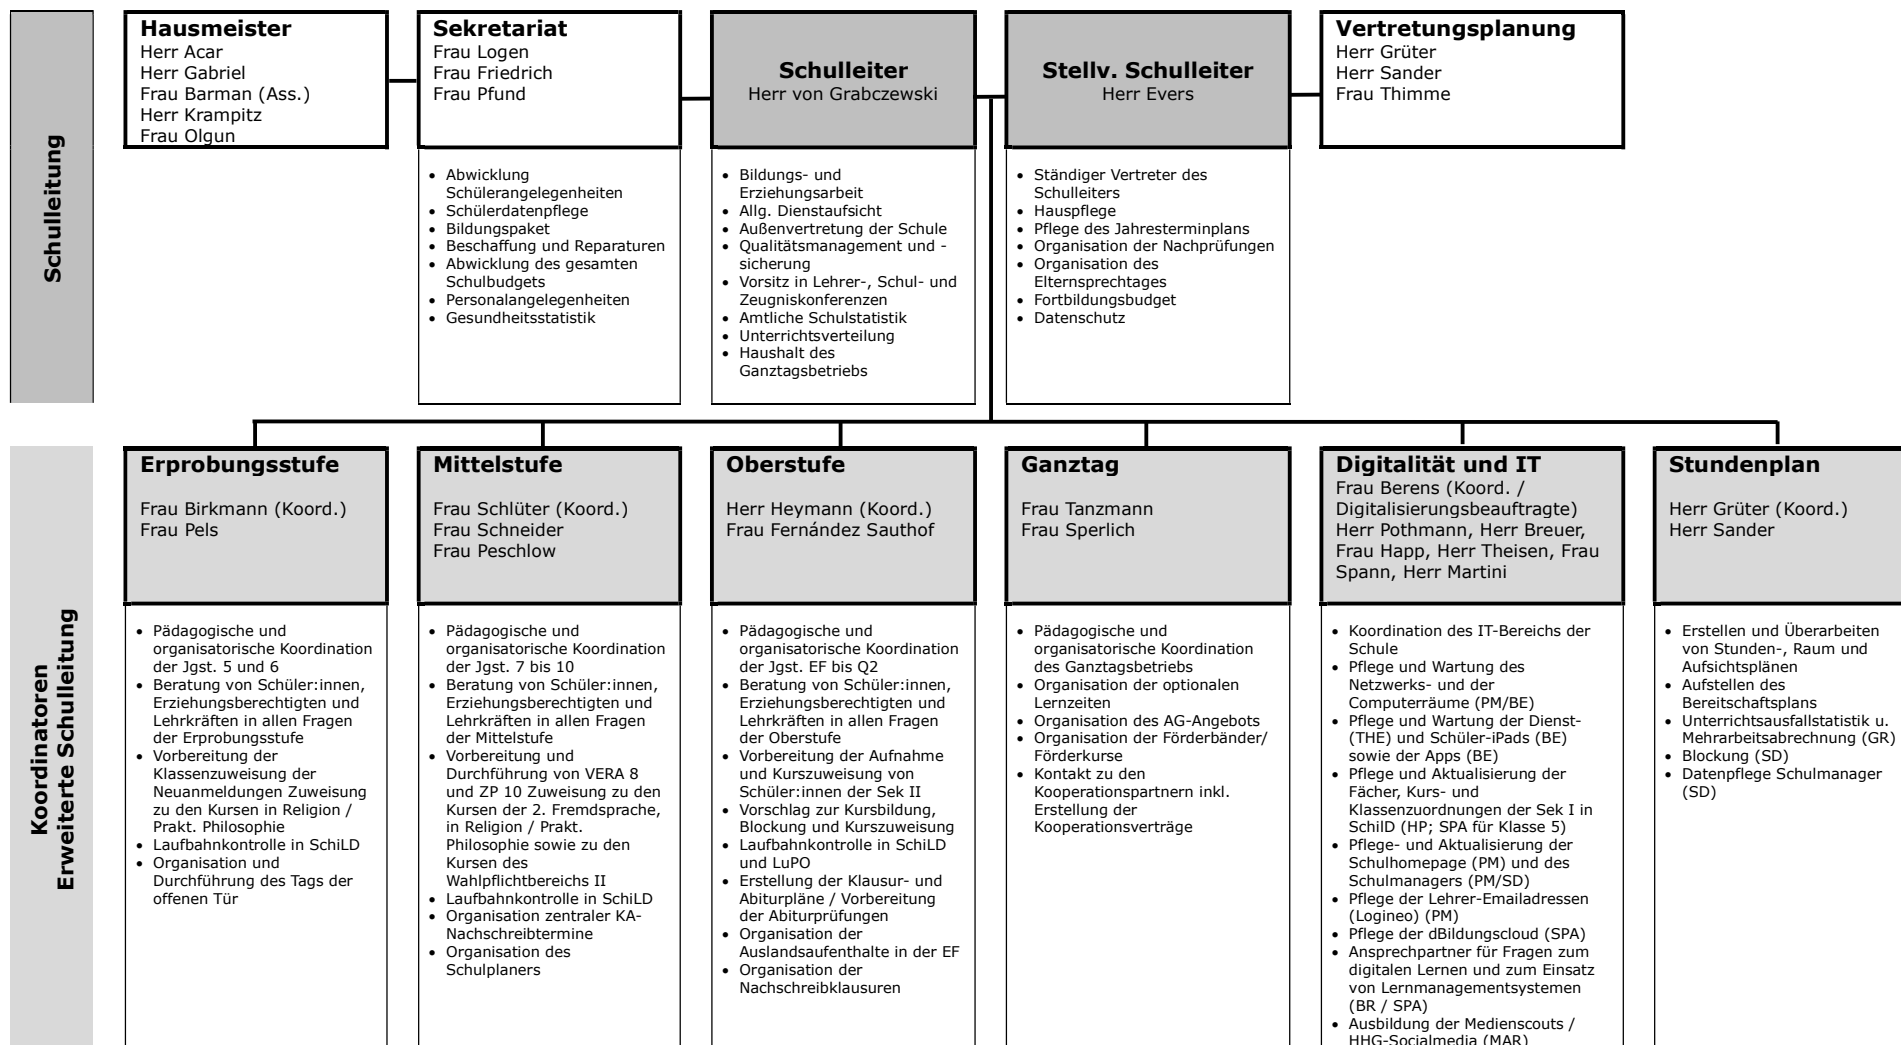 Schulleitung
Hausmeister
Herr Acar
Herr Gabriel
Frau Barman (Ass.)
Herr Krampitz
Frau Olgun
Sekretariat
Frau Logen
Frau Friedrich
Frau Pfund
Schulleiter
Herr von Grabczewski
Stellv. Schulleiter
Herr Evers
Vertretungsplanung
Herr Grüter
Herr Sander
Frau Thimme
• Abwicklung
Schülerangelegenheiten
• Schülerdatenpflege
• Bildungspaket
• Beschaffung und Reparaturen
• Abwicklung des gesamten
Schulbudgets
• Personalangelegenheiten
• Gesundheitsstatistik
• Bildungs- und
Erziehungsarbeit
• Allg. Dienstaufsicht
• Außenvertretung der Schule
• Qualitätsmanagement und -
sicherung
• Vorsitz in Lehrer-, Schul- und
Zeugniskonferenzen
• Amtliche Schulstatistik
• Unterrichtsverteilung
• Haushalt des
Ganztagsbetriebs
• Ständiger Vertreter des
Schulleiters
• Hauspflege
• Pflege des Jahresterminplans
• Organisation der Nachprüfungen
• Organisation des
Elternsprechtages
• Fortbildungsbudget
• Datenschutz
Koordinatoren
Erweiterte Schulleitung
Erprobungsstufe
Frau Birkmann (Koord.)
Frau Pels
• Pädagogische und
organisatorische Koordination
der Jgst. 5 und 6
• Beratung von Schüler:innen,
Erziehungsberechtigten und
Lehrkräften in allen Fragen
der Erprobungsstufe
• Vorbereitung der
Klassenzuweisung der
Neuanmeldungen Zuweisung
zu den Kursen in Religion /
Prakt. Philosophie
• Laufbahnkontrolle in SchiLD
• Organisation und
Durchführung des Tags der
offenen Tür
Mittelstufe
Frau Schlüter (Koord.)
Frau Schneider
Frau Peschlow
• Pädagogische und
organisatorische Koordination
der Jgst. 7 bis 10
• Beratung von Schüler:innen,
Erziehungsberechtigten und
Lehrkräften in allen Fragen
der Mittelstufe
• Vorbereitung und
Durchführung von VERA 8
und ZP 10 Zuweisung zu den
Kursen der 2. Fremdsprache,
in Religion / Prakt.
Philosophie sowie zu den
Kursen des
Wahlpflichtbereichs II
• Laufbahnkontrolle in SchiLD
• Organisation zentraler KA-
Nachschreibtermine
• Organisation des
Schulplaners
Oberstufe
Herr Heymann (Koord.)
Frau Fernández Sauthof
• Pädagogische und
organisatorische Koordination
der Jgst. EF bis Q2
• Beratung von Schüler:innen,
Erziehungsberechtigten und
Lehrkräften in allen Fragen
der Oberstufe
• Vorbereitung der Aufnahme
und Kurszuweisung von
Schüler:innen der Sek II
• Vorschlag zur Kursbildung,
Blockung und Kurszuweisung
• Laufbahnkontrolle in SchiLD
und LuPO
• Erstellung der Klausur- und
Abiturpläne / Vorbereitung
der Abiturprüfungen
• Organisation der
Auslandsaufenthalte in der EF
• Organisation der
Nachschreibklausuren
Ganztag
Frau Tanzmann
Frau Sperlich
• Pädagogische und
organisatorische Koordination
des Ganztagsbetriebs
• Organisation der optionalen
Lernzeiten
• Organisation des AG-Angebots
• Organisation der Förderbänder/
Förderkurse
• Kontakt zu den
Kooperationspartnern inkl.
Erstellung der
Kooperationsverträge
Digitalität und IT
Frau Berens (Koord. /
Digitalisierungsbeauftragte)
Herr Pothmann, Herr Breuer,
Frau Happ, Herr Theisen, Frau
Spann, Herr Martini
• Koordination des IT-Bereichs der
Schule
• Pflege und Wartung des
Netzwerks- und der
Computerräume (PM/BE)
• Pflege und Wartung der Dienst-
(THE) und Schüler-iPads (BE)
sowie der Apps (BE)
• Pflege und Aktualisierung der
Fächer, Kurs- und
Klassenzuordnungen der Sek I in
SchilD (HP; SPA für Klasse 5)
• Pflege- und Aktualisierung der
Schulhomepage (PM) und des
Schulmanagers (PM/SD)
• Pflege der Lehrer-Emailadressen
(Logineo) (PM)
• Pflege der dBildungscloud (SPA)
• Ansprechpartner für Fragen zum
digitalen Lernen und zum Einsatz
von Lernmanagementsystemen
(BR / SPA)
• Ausbildung der Medienscouts /
HHG-Socialmedia (MAR)
Stundenplan
Herr Grüter (Koord.)
Herr Sander
• Erstellen und Überarbeiten
von Stunden-, Raum und
Aufsichtsplänen
• Aufstellen des
Bereitschaftsplans
• Unterrichtsausfallstatistik u.
Mehrarbeitsabrechnung (GR)
• Blockung (SD)
• Datenpflege Schulmanager
(SD)